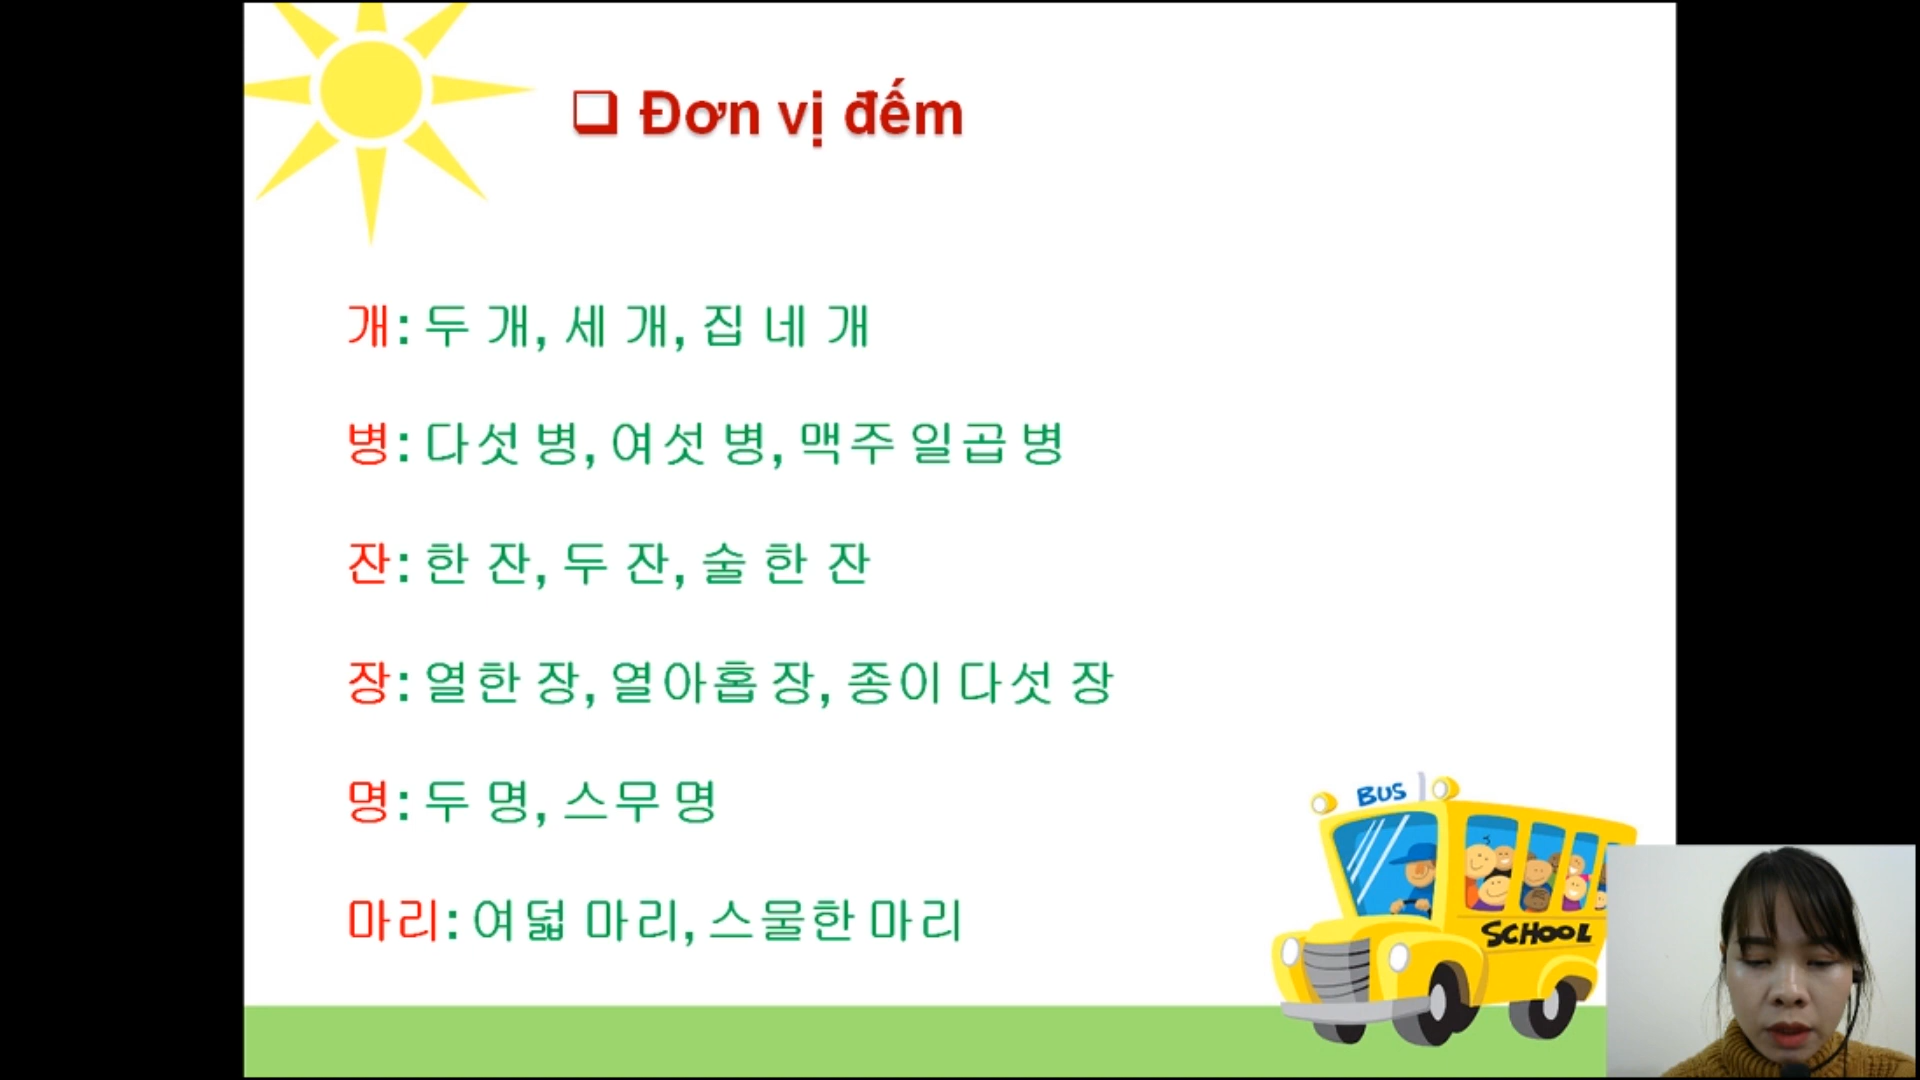 ❑ Đơn vị đếm
개: 두 개, 세 개, 집 네 개
병: 다섯 병, 여섯 병, 맥주 일곱 병
잔: 한 잔, 두 잔, 술 한 잔
장: 열한 장, 열아홉 장, 종이 다섯 장
명: 두 명, 스무 명
마리: 여덟 마리, 스물한 마리
BUS
SCHOOL